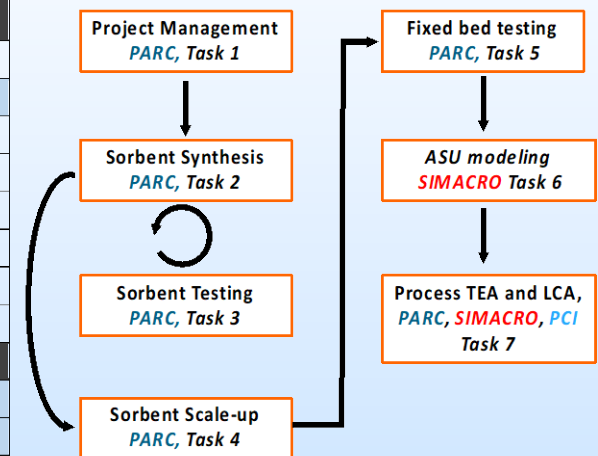 Project Management
PARC, Task 1
Sorbent Synthesis
PARC, Task 2
Sorbent Testing
PARC, Task 3
Sorbent Scale-up
PARC, Task 4
Fixed bed testing
PARC, Task 5
ASU modeling
SIMACRO Task 6
Process TEA and LCA,
PARC, SIMACRO, PCI
Task 7